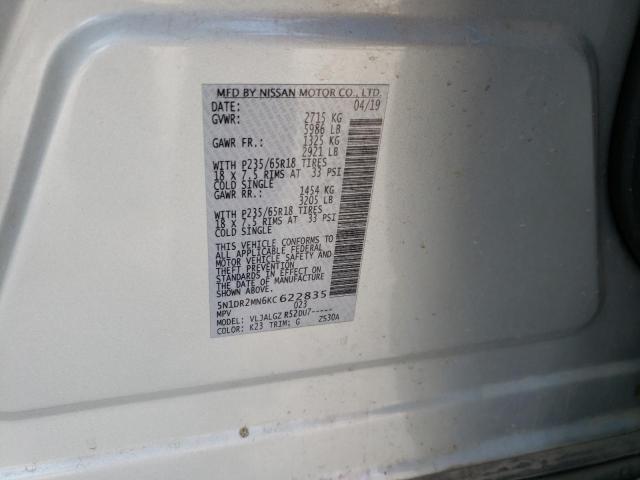 MFD BY NISSAN MOTOR CO., LTD.
DATE: 04/19
GVWR: 2715 KG
5986 LB
GAWR FR.: 1325 KG
2921 LB
WITH P235/65R18 TIRES
18 X 7.5 RIMS AT 33 PSI
COLD SINGLE
GAWR RR.: 1454 KG
3205 LB
WITH P235/65R18 TIRES
18 X 7.5 RIMS AT 33 PSI
COLD SINGLE
THIS VEHICLE CONFORMS TO
ALL APPLICABLE FEDERAL
MOTOR VEHICLE SAFETY AND
THEFT PREVENTION
STANDARDS IN EFFECT ON
THE DATE OF MANUFACTURE
SHOWN ABOVE.
5N1DR2MN6KC622835
MPV 023
MODEL: VLJALGZ R52DU7-----
COLOR: K23 TRIM: G ZS30A